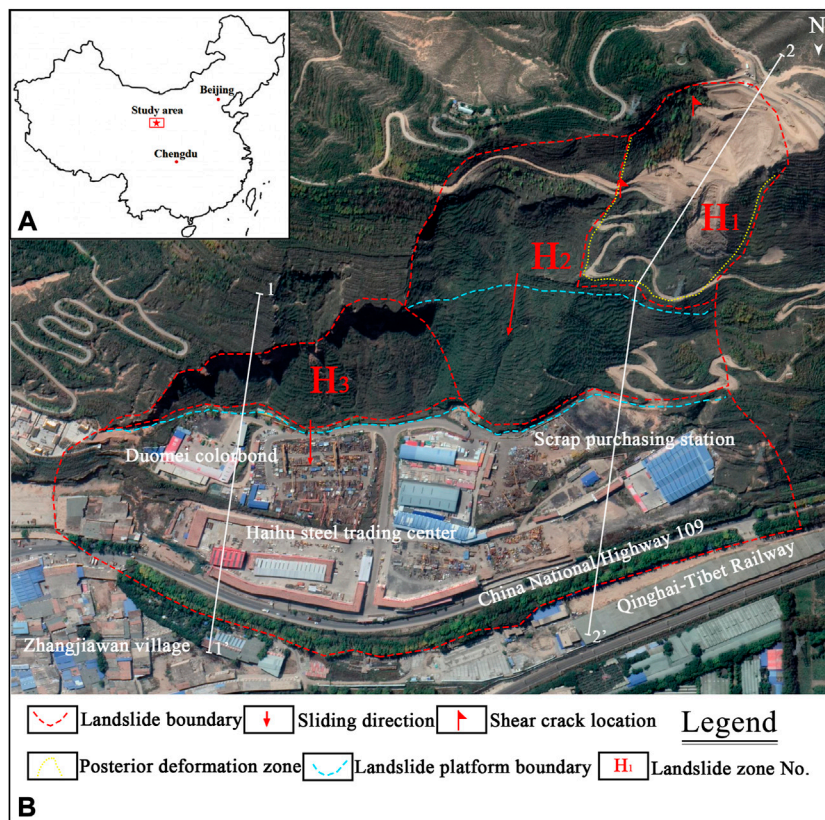 Beijing
Study area
Chengdu
A
N
2
1
H1
H2
H3
Scrap purchasing station
Duomei colorbond
Haihu steel trading center
China National Highway 109
Qinghai-Tibet Railway
Zhangjiawan village
1'
2'
Landslide boundary
Sliding direction
Shear crack location
Legend
Posterior deformation zone
Landslide platform boundary
H1
Landslide zone No.
B